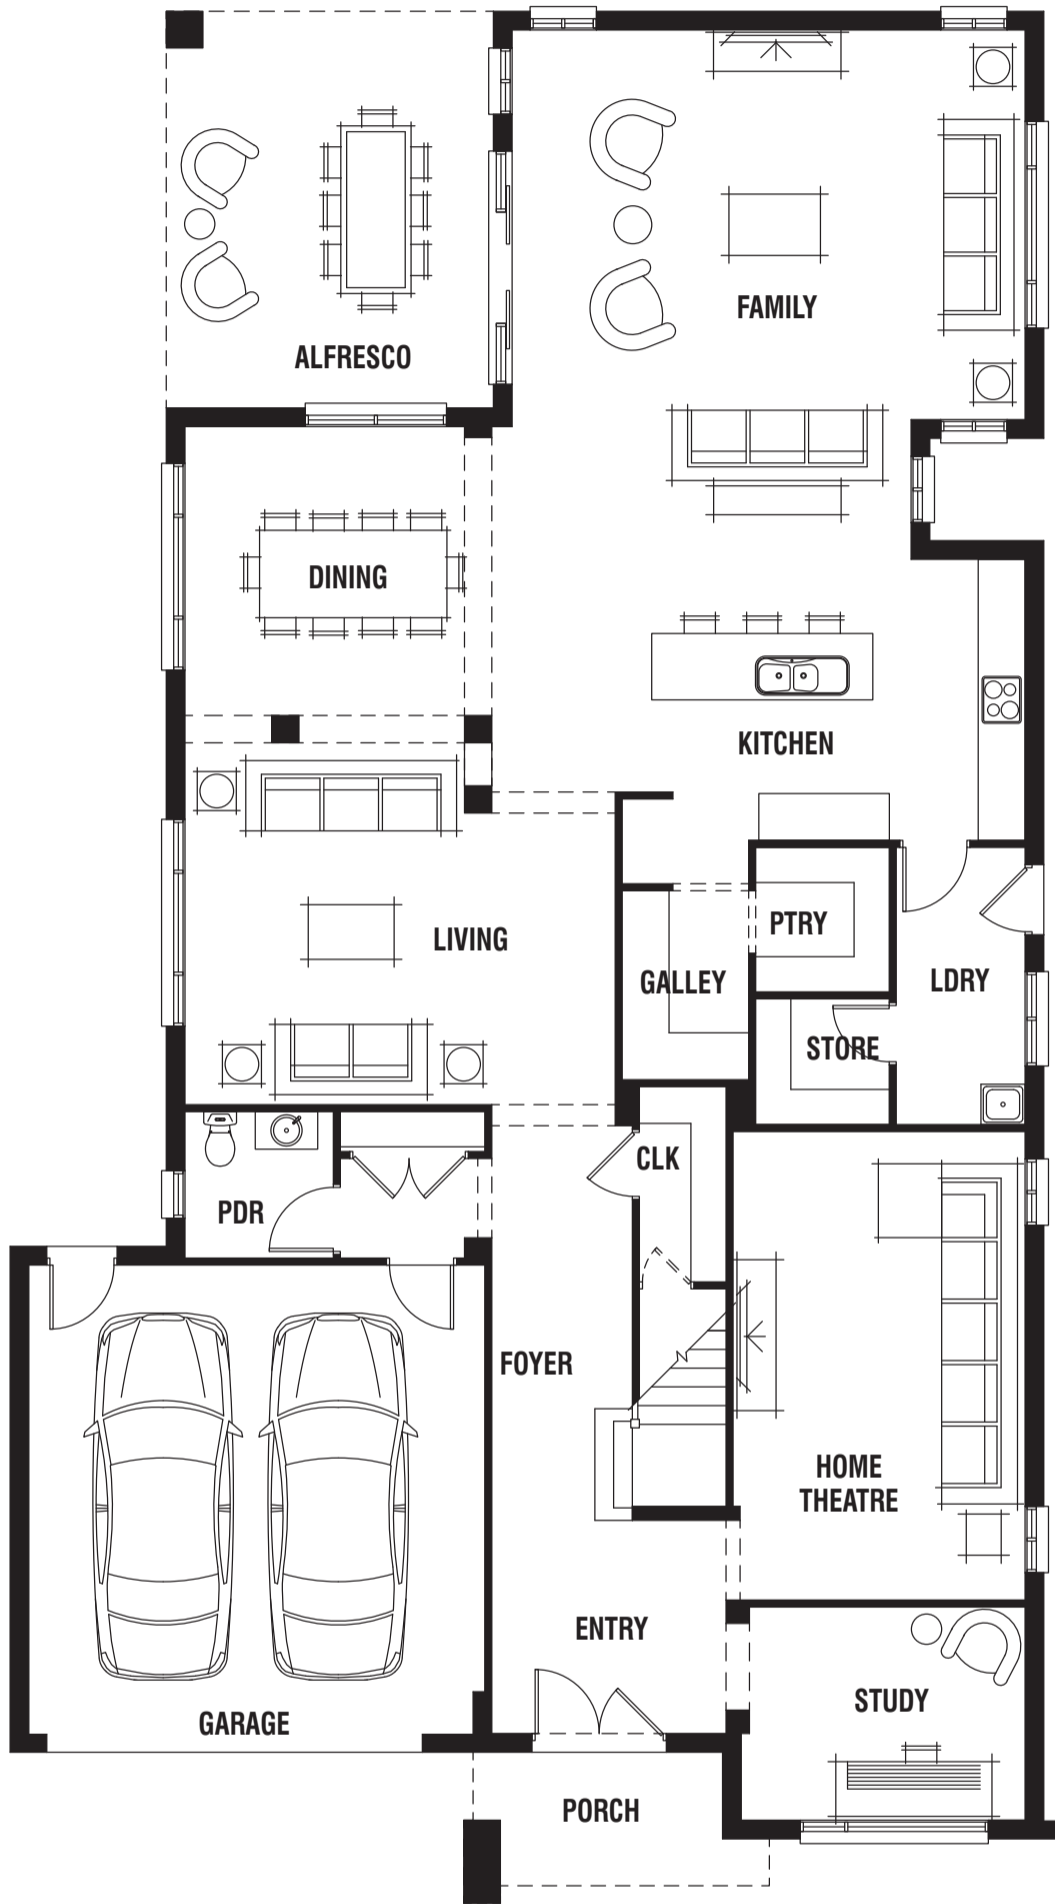 FAMILY
ALFRESCO
DINING
KITCHEN
LIVING
PTRY
GALLEY
LDRY
STORE
CLK
PDR
FOYER
HOME
THEATRE
ENTRY
STUDY
GARAGE
PORCH